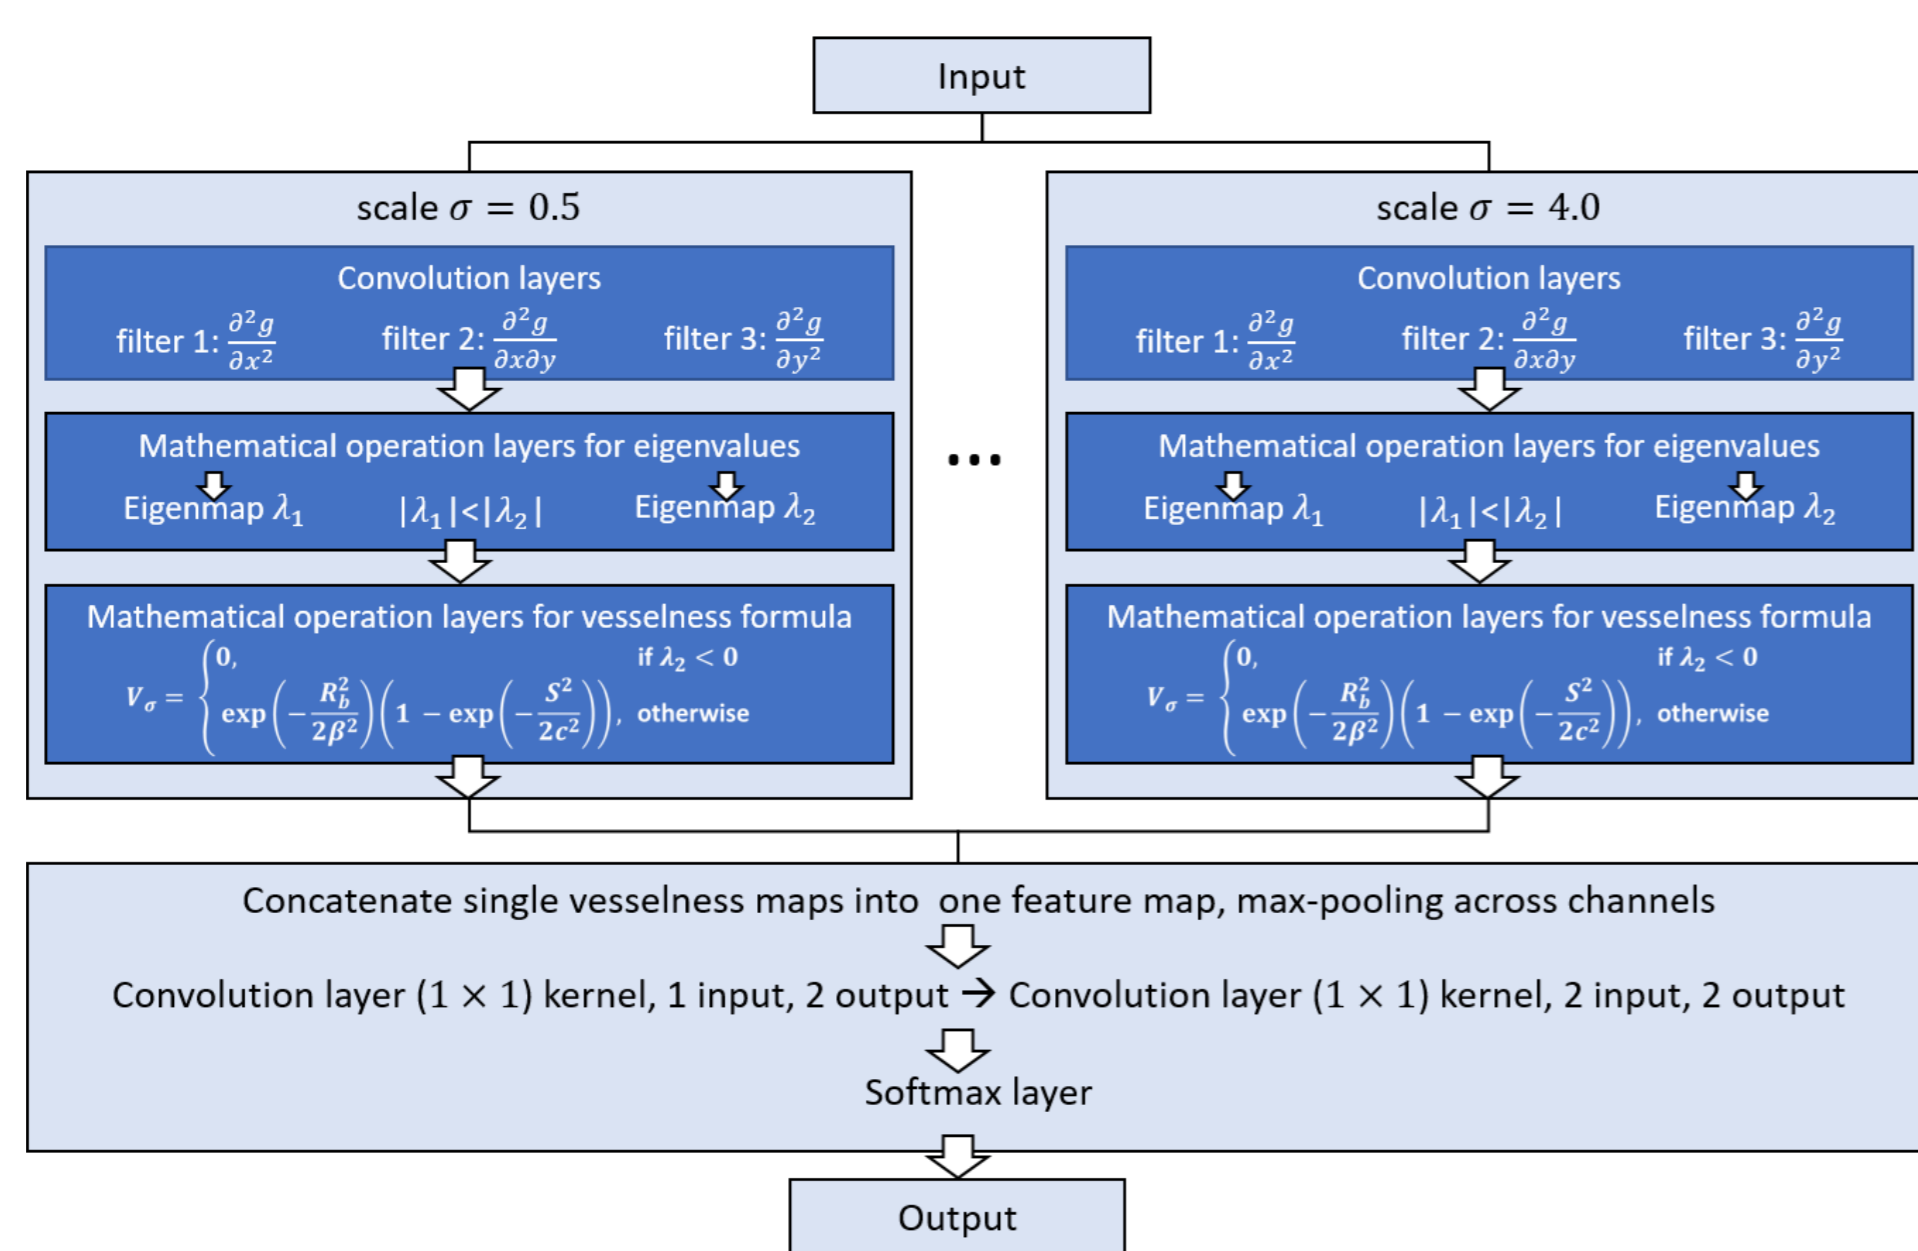 Input
scale σ = 0.5
Convolution layers
filter 1: ∂²g/∂x² filter 2: ∂²g/∂x∂y filter 3: ∂²g/∂y²
Mathematical operation layers for eigenvalues
Eigenmap λ₁ |λ₁|<|λ₂| Eigenmap λ₂
Mathematical operation layers for vesselness formula
V_σ = { 0, if λ₂ < 0
exp(−R_b²/2β²)(1 − exp(−S²/2c²)), otherwise
...
scale σ = 4.0
Convolution layers
filter 1: ∂²g/∂x² filter 2: ∂²g/∂x∂y filter 3: ∂²g/∂y²
Mathematical operation layers for eigenvalues
Eigenmap λ₁ |λ₁|<|λ₂| Eigenmap λ₂
Mathematical operation layers for vesselness formula
V_σ = { 0, if λ₂ < 0
exp(−R_b²/2β²)(1 − exp(−S²/2c²)), otherwise
Concatenate single vesselness maps into one feature map, max-pooling across channels
Convolution layer (1 × 1) kernel, 1 input, 2 output → Convolution layer (1 × 1) kernel, 2 input, 2 output
Softmax layer
Output